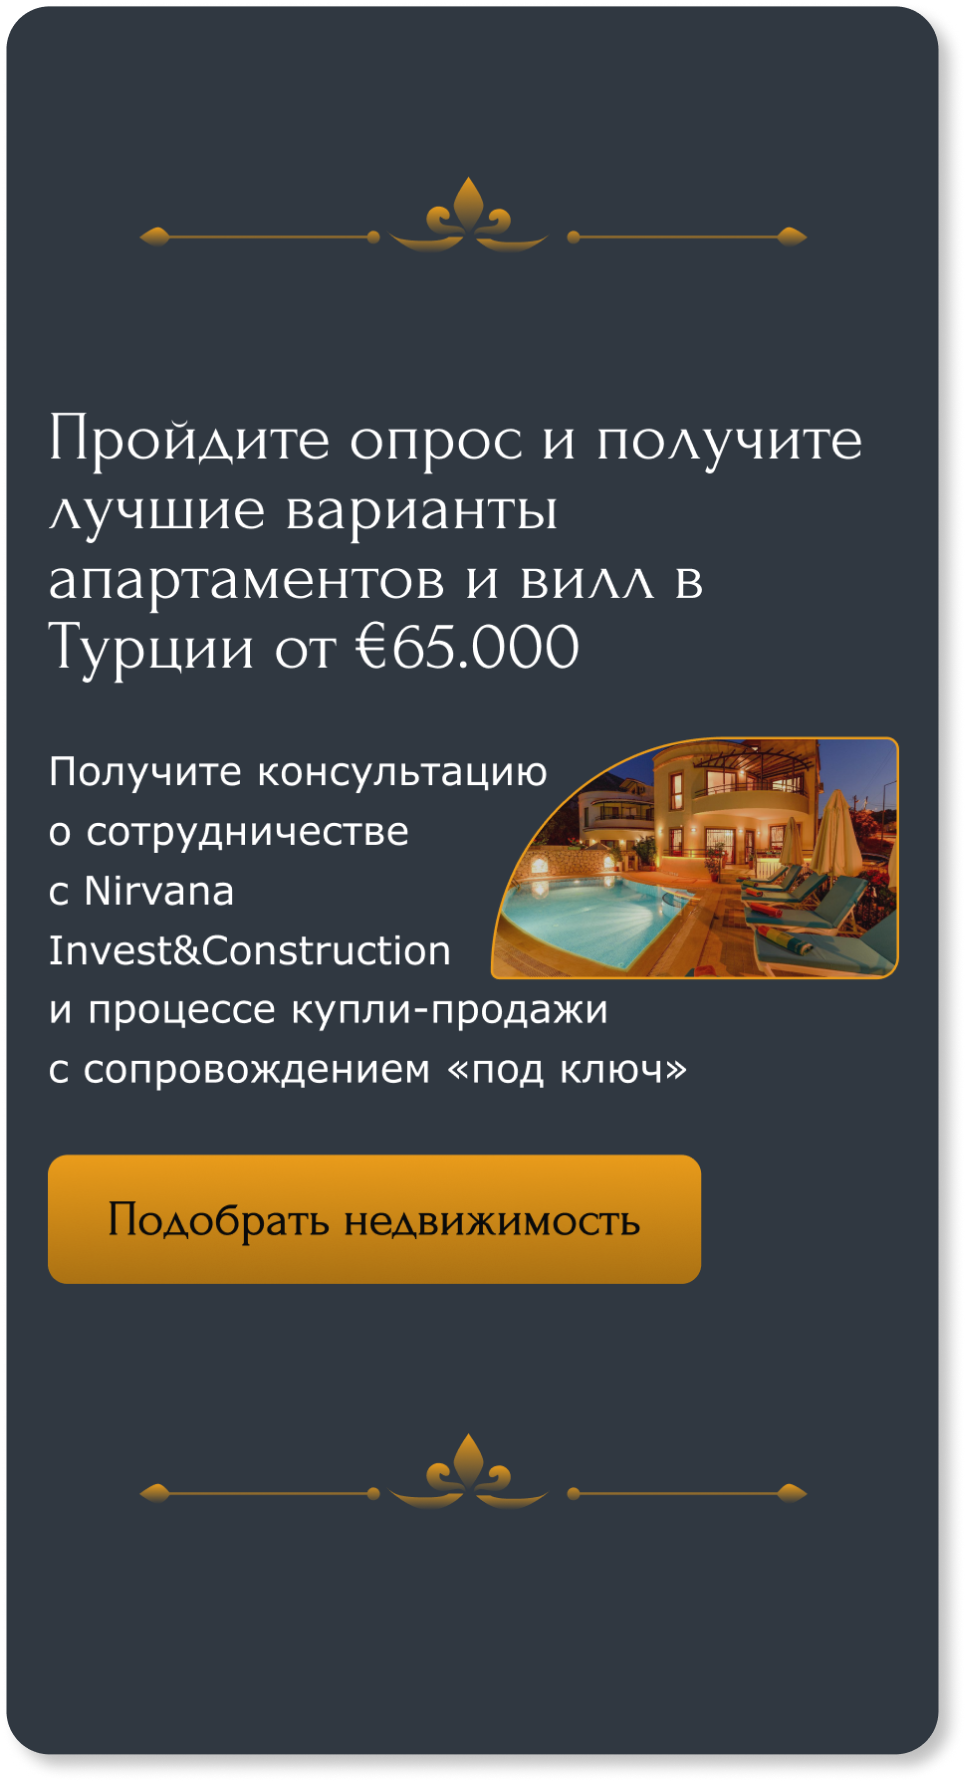 Пройдите опрос и получите
лучшие варианты
апартаментов и вилл в
Турции от €65.000
Получите консультацию
о сотрудничестве
с Nirvana
Invest&Construction
и процессе купли-продажи
с сопровождением «под ключ»
Подобрать недвижимость